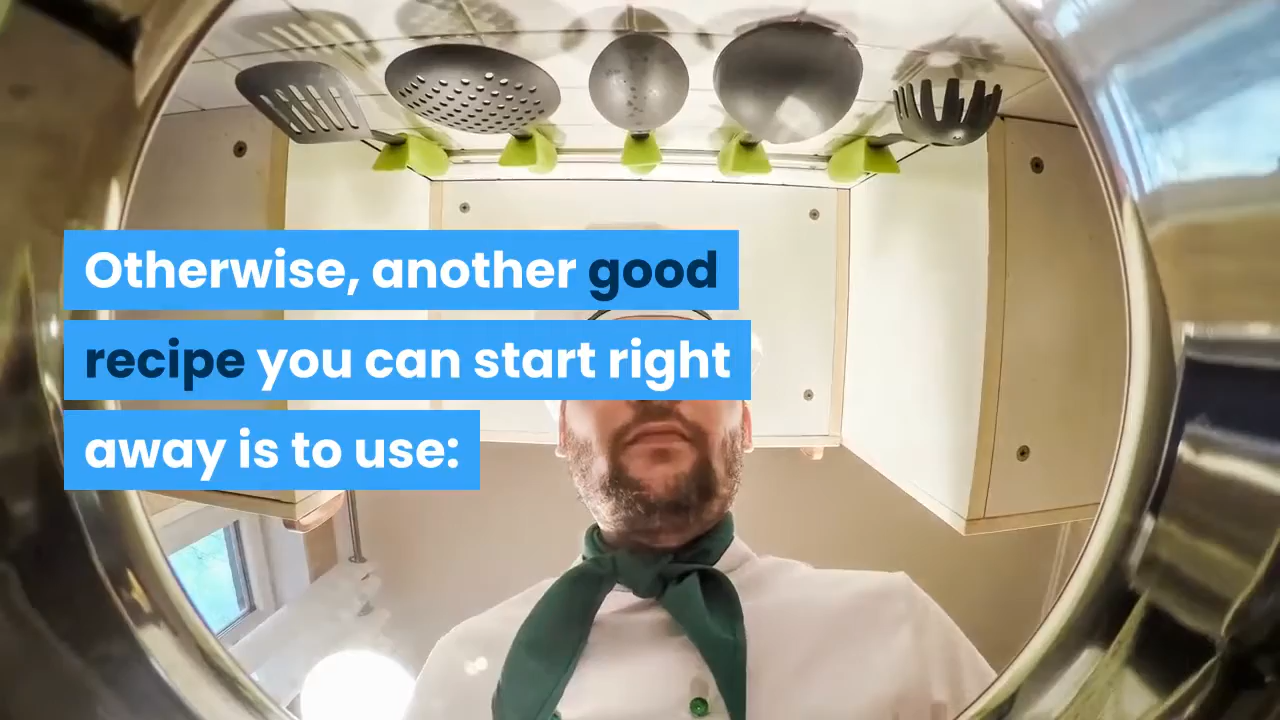 Otherwise, another good
recipe you can start right
away is to use: